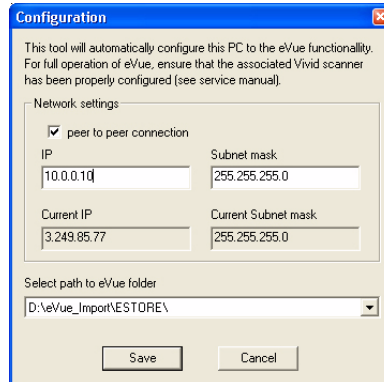 Configuration
This tool will automatically configure this PC to the eVue functionallity.
For full operation of eVue, ensure that the associated Vivid scanner
has been properly configured (see service manual).
Network settings
peer to peer connection
IP Subnet mask
10.0.0.10 255.255.255.0
Current IP Current Subnet mask
3.249.85.77 255.255.255.0
Select path to eVue folder
D:\eVue_Import\ESTORE\
Save Cancel